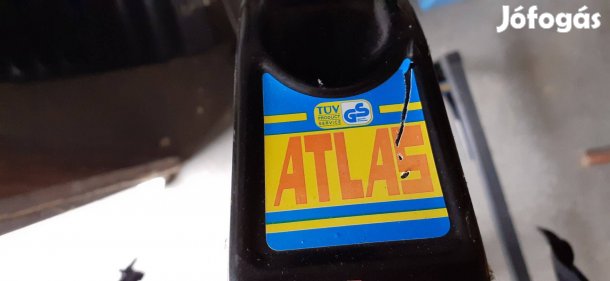 Jófogás
TÜV
PRODUCT
SERVICE
GS
ATLAS